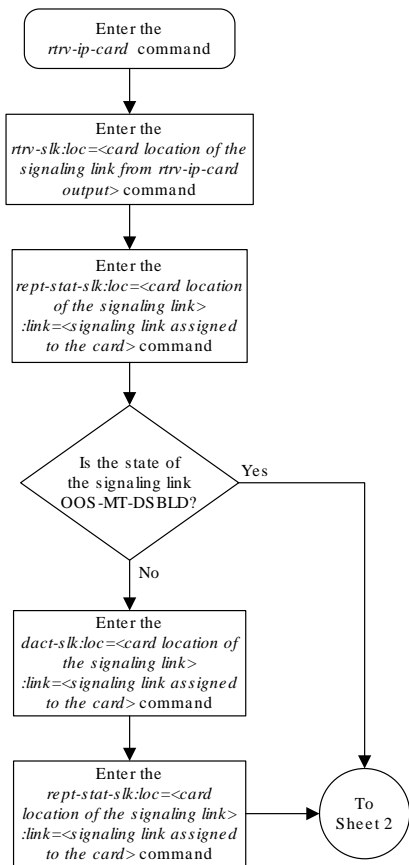 Enter the
rtrv-ip-card command
Enter the
rtrv-slk:loc=<card location of the
signaling link from rtrv-ip-card
output> command
Enter the
rept-stat-slk:loc=<card location
of the signaling link>
:link=<signaling link assigned
to the card> command
Is the state of
the signaling link
OOS-MT-DSBLD?
Yes
No
Enter the
dact-slk:loc=<card location of
the signaling link>
:link=<signaling link assigned
to the card> command
Enter the
rept-stat-slk:loc=<card
location of the signaling link>
:link=<signaling link assigned
to the card> command
To
Sheet 2